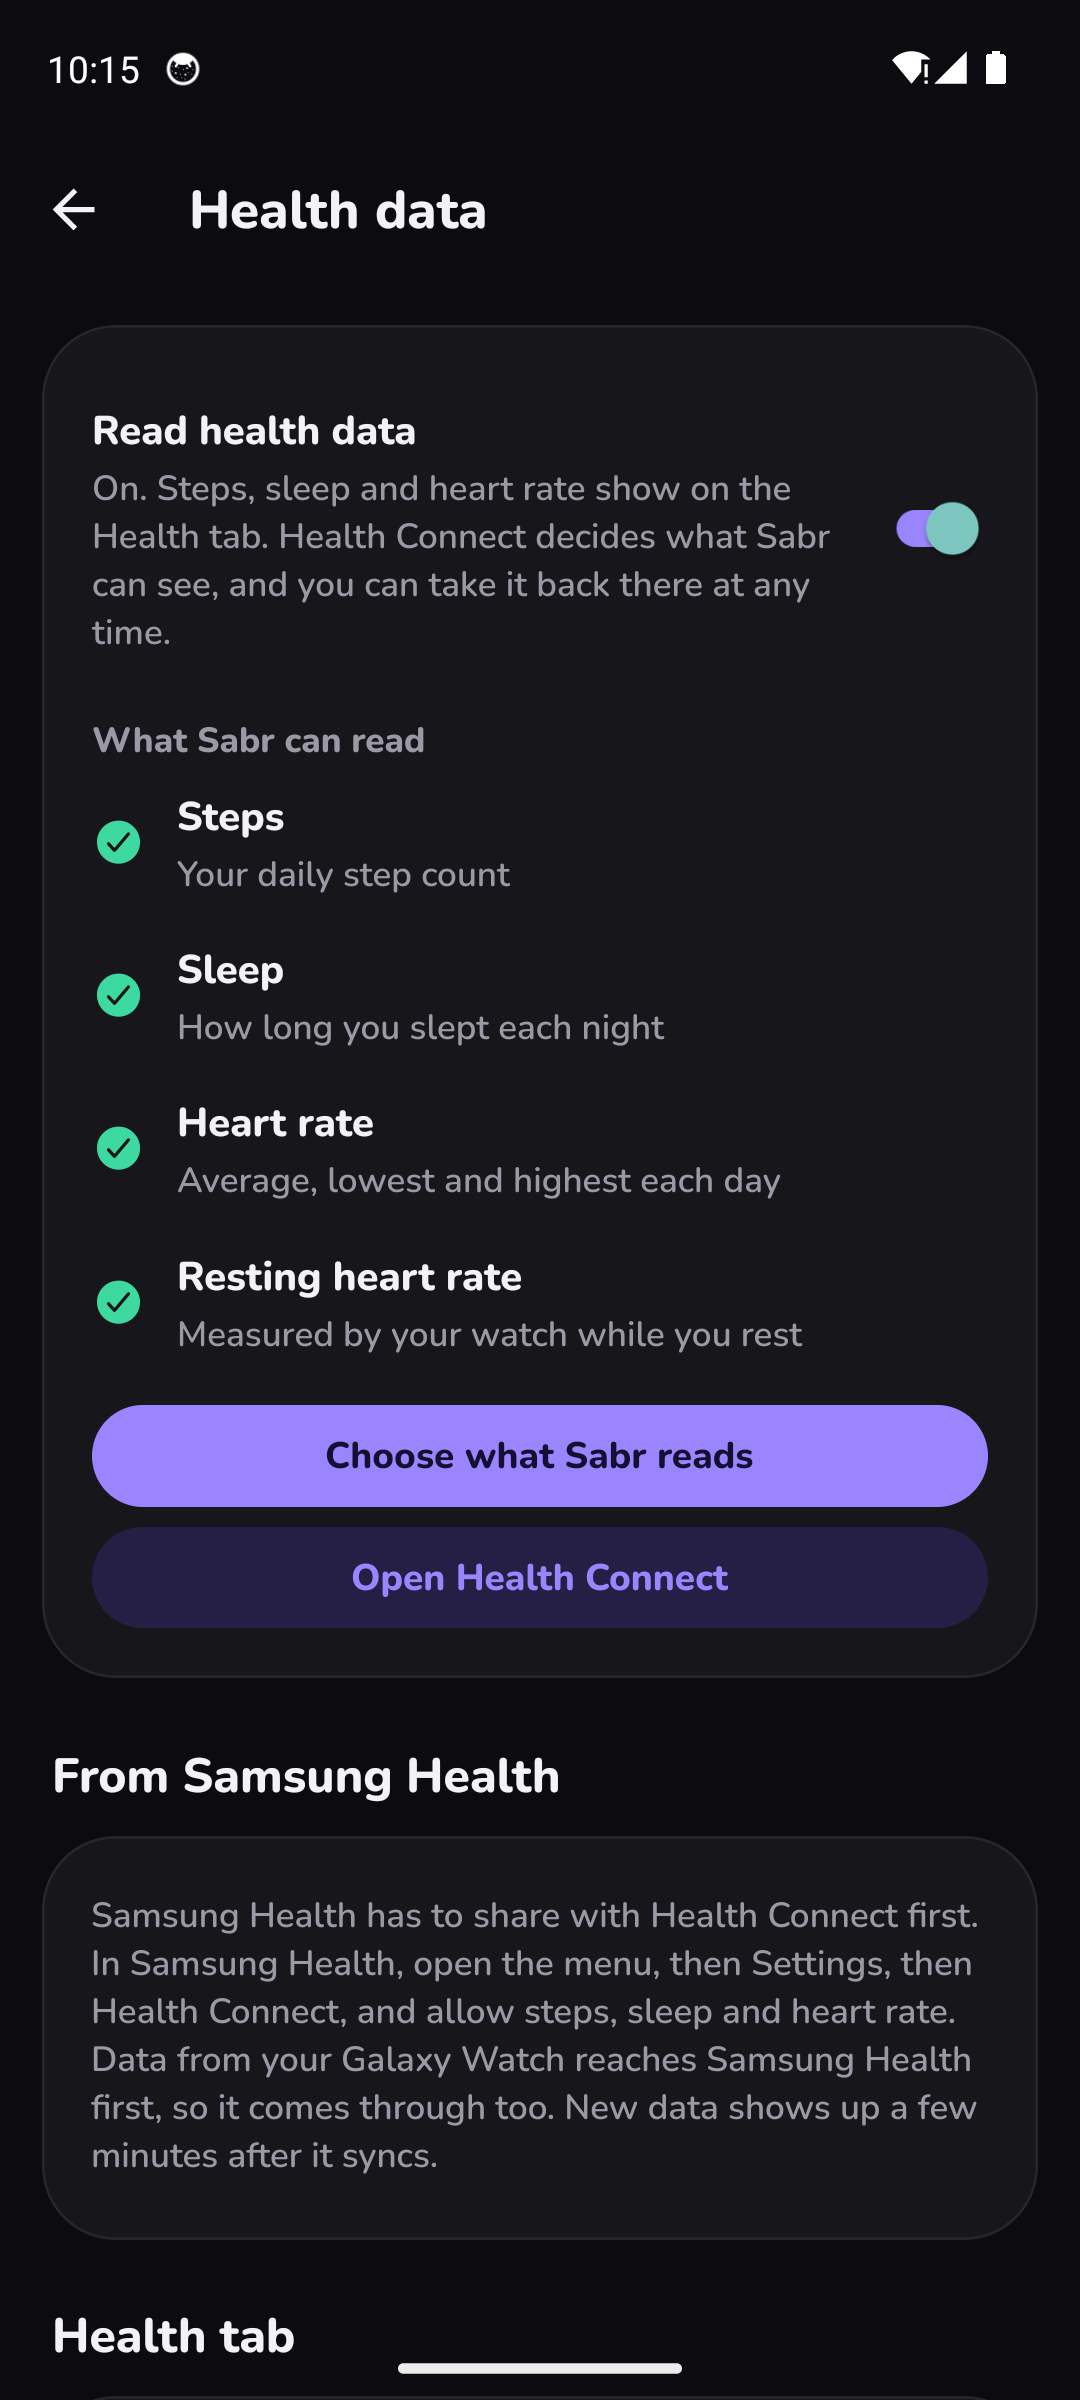 10:15
Health data
Read health data
On. Steps, sleep and heart rate show on the
Health tab. Health Connect decides what Sabr
can see, and you can take it back there at any
time.
What Sabr can read
Steps
Your daily step count
Sleep
How long you slept each night
Heart rate
Average, lowest and highest each day
Resting heart rate
Measured by your watch while you rest
Choose what Sabr reads
Open Health Connect
From Samsung Health
Samsung Health has to share with Health Connect first.
In Samsung Health, open the menu, then Settings, then
Health Connect, and allow steps, sleep and heart rate.
Data from your Galaxy Watch reaches Samsung Health
first, so it comes through too. New data shows up a few
minutes after it syncs.
Health tab